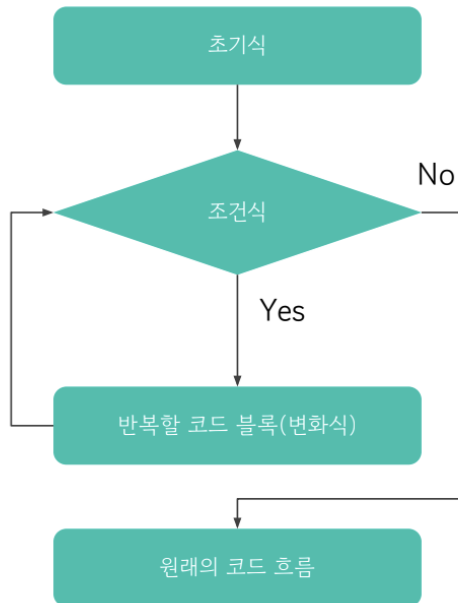 초기식
조건식
No
Yes
반복할 코드 블록(변화식)
원래의 코드 흐름